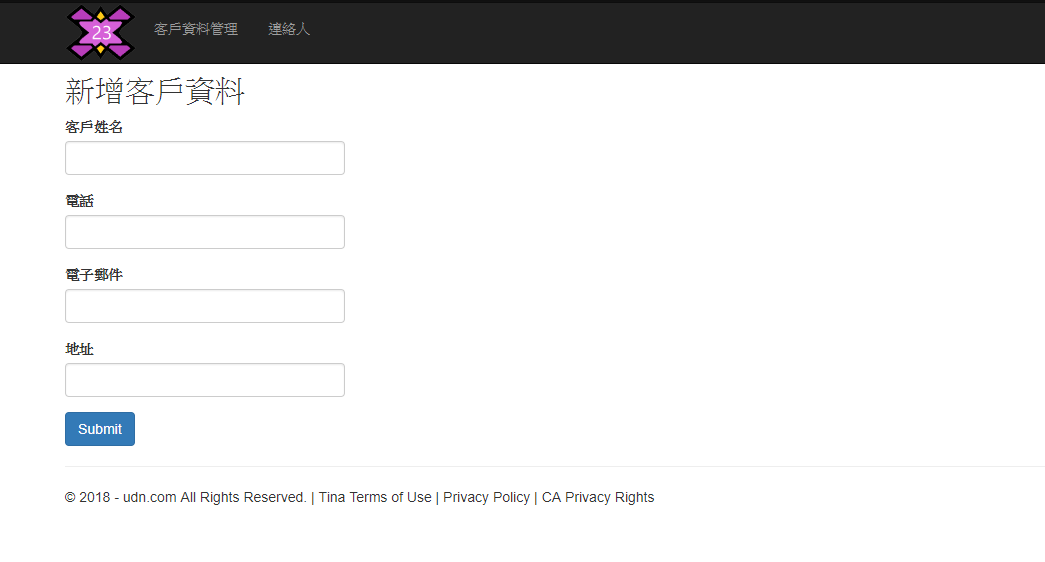 23 客戶資料管理 連絡人
新增客戶資料
客戶姓名
電話
電子郵件
地址
Submit
© 2018 - udn.com All Rights Reserved. | Tina Terms of Use | Privacy Policy | CA Privacy Rights